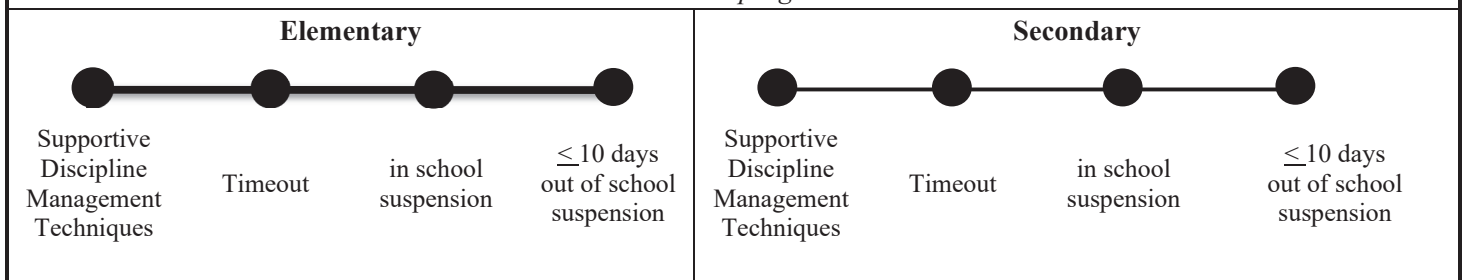 Elementary
Supportive
Discipline
Management
Techniques
Timeout
in school
suspension
≤ 10 days
out of school
suspension
Secondary
Supportive
Discipline
Management
Techniques
Timeout
in school
suspension
≤ 10 days
out of school
suspension